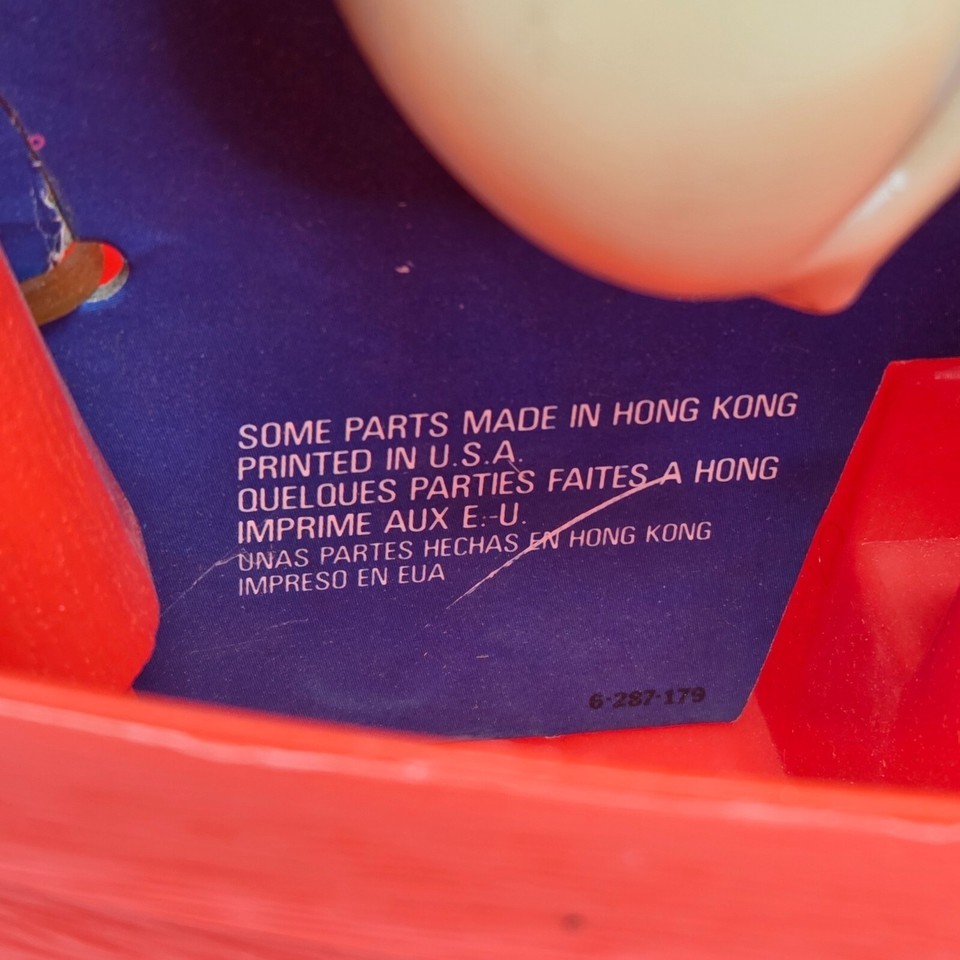 SOME PARTS MADE IN HONG KONG
PRINTED IN U.S.A.
QUELQUES PARTIES FAITES A HONG
IMPRIME AUX E.-U.
UNAS PARTES HECHAS EN HONG KONG
IMPRESO EN EUA
6-287-179